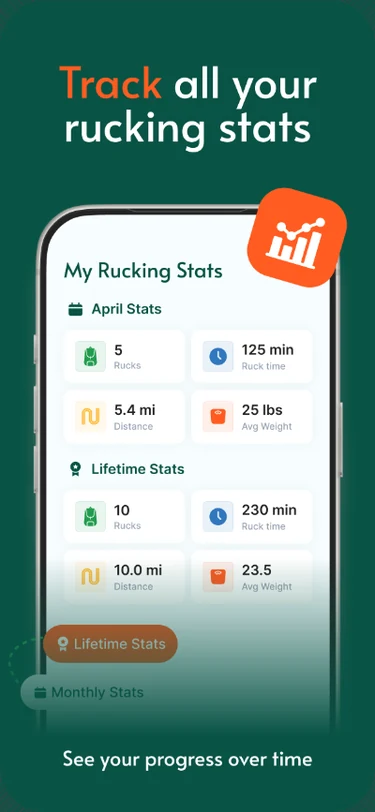 Track all your
rucking stats
My Rucking Stats
April Stats
5
Rucks
125 min
Ruck time
5.4 mi
Distance
25 lbs
Avg Weight
Lifetime Stats
10
Rucks
230 min
Ruck time
10.0 mi
Distance
23.5
Avg Weight
Lifetime Stats
Monthly Stats
See your progress over time